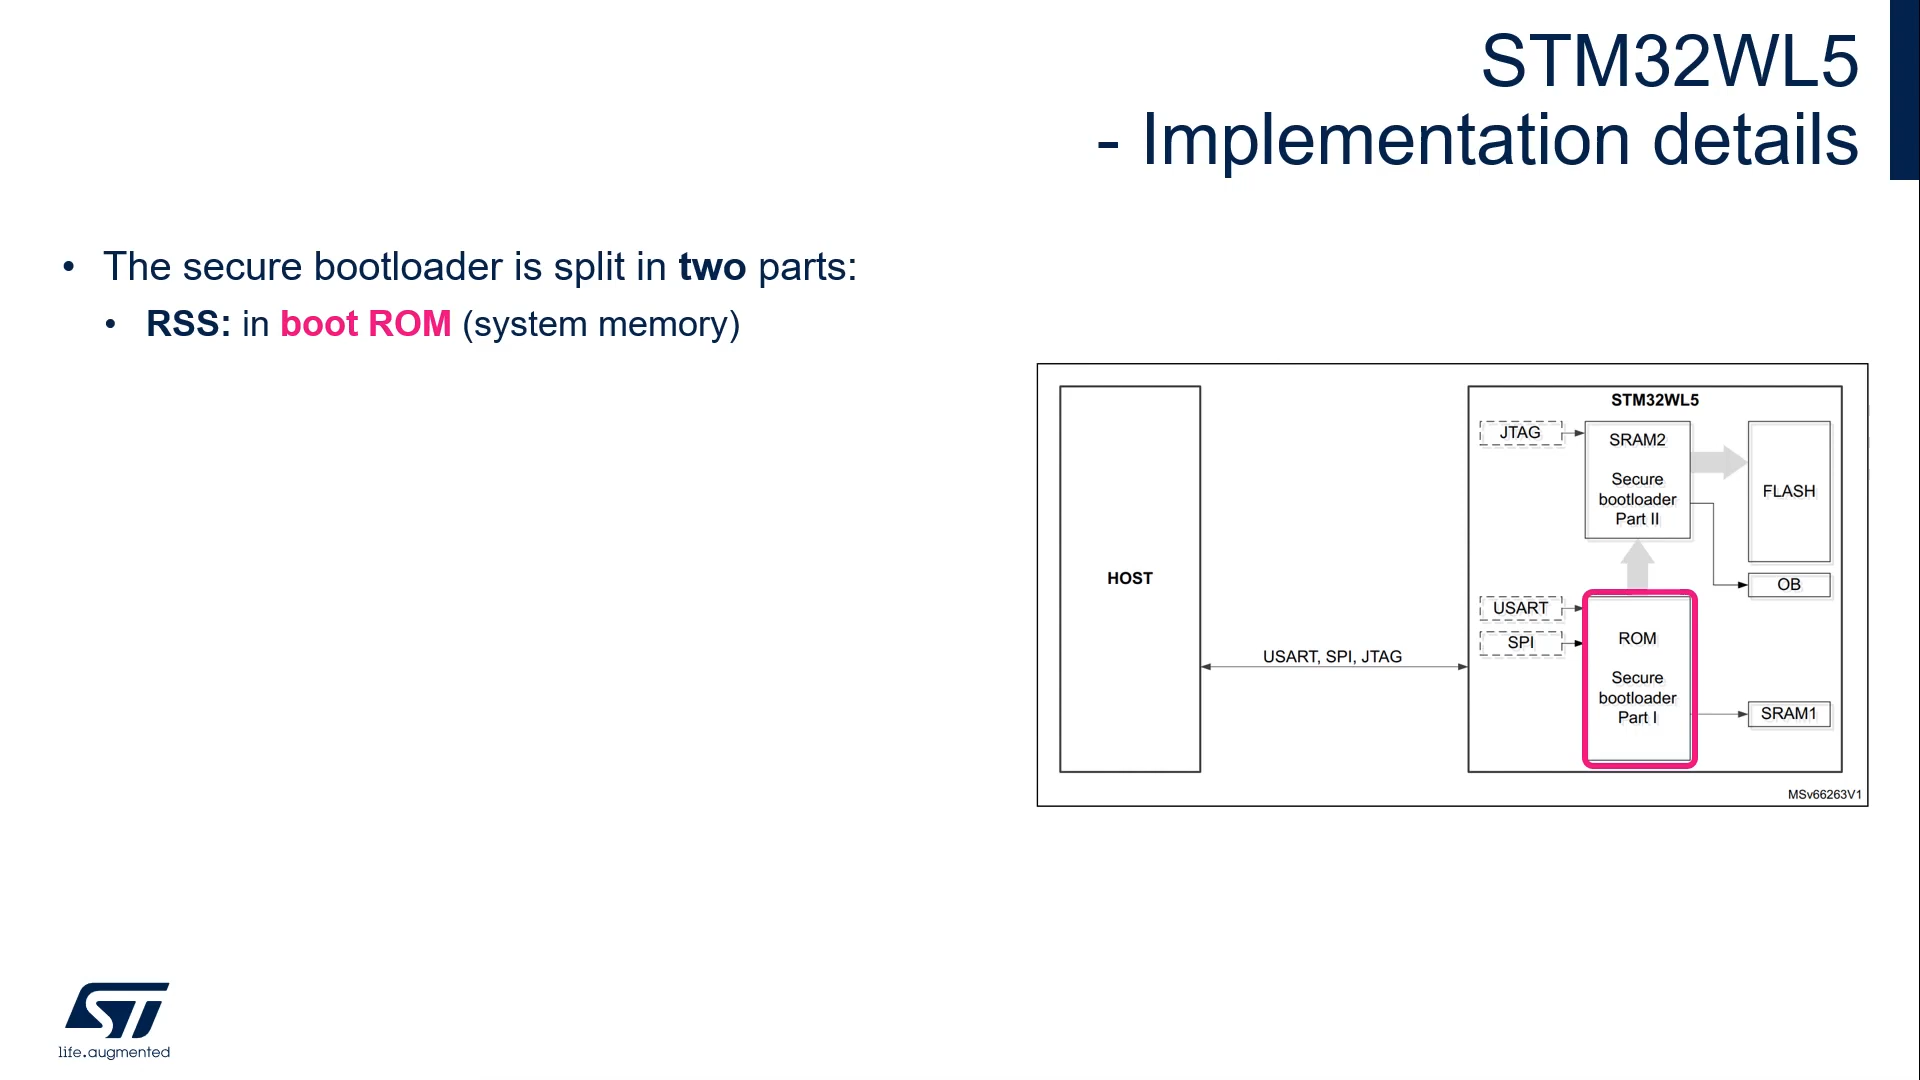 STM32WL5
- Implementation details
• The secure bootloader is split in two parts:
• RSS: in boot ROM (system memory)
STM32WL5
JTAG
SRAM2
Secure
bootloader
Part II
FLASH
HOST
OB
USART
SPI
ROM
USART, SPI, JTAG
Secure
bootloader
Part I
SRAM1
MSv66263V1
ST
life.augmented